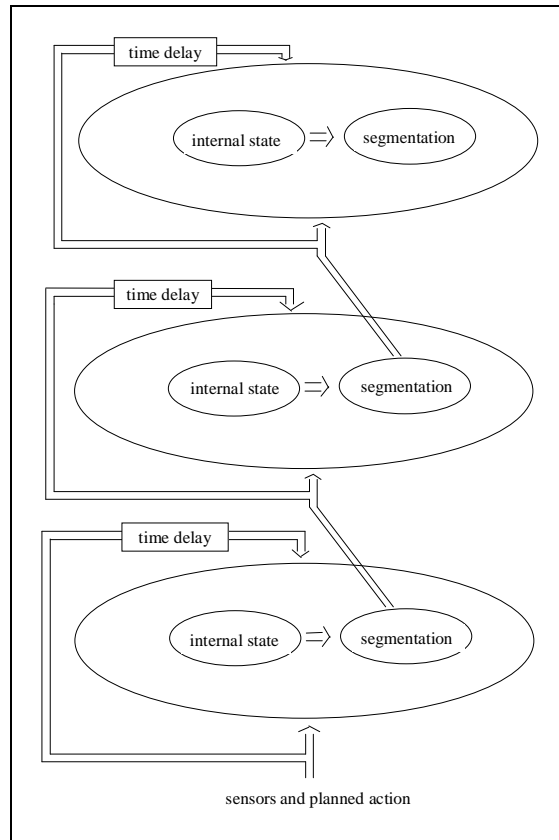 time delay
internal state
segmentation
time delay
internal state
segmentation
time delay
internal state
segmentation
sensors and planned action